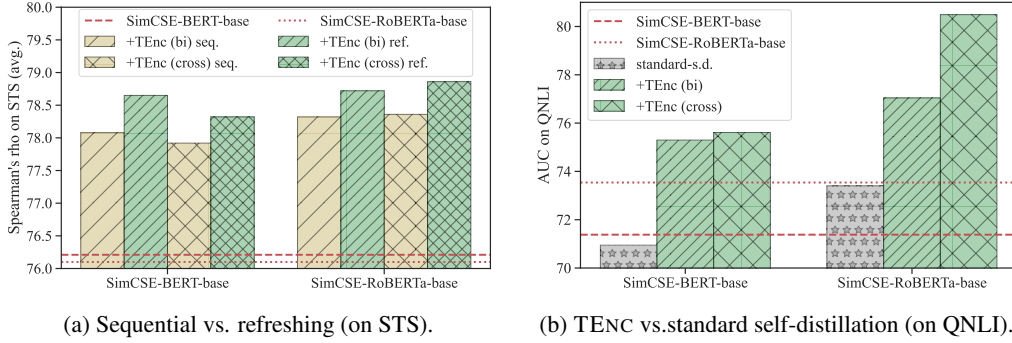 80.0
79.5
79.0
78.5
78.0
77.5
77.0
76.5
76.0
Spearman's rho on STS (avg.)
SimCSE-BERT-base
SimCSE-RoBERTa-base
+TEnc (bi) seq.
+TEnc (cross) seq.
+TEnc (bi) ref.
+TEnc (cross) ref.
SimCSE-BERT-base
SimCSE-RoBERTa-base
(a) Sequential vs. refreshing (on STS).
80
78
76
74
72
70
AUC on QNLI
SimCSE-BERT-base
SimCSE-RoBERTa-base
standard-s.d.
+TEnc (bi)
+TEnc (cross)
SimCSE-BERT-base
SimCSE-RoBERTa-base
(b) TENC vs.standard self-distillation (on QNLI).